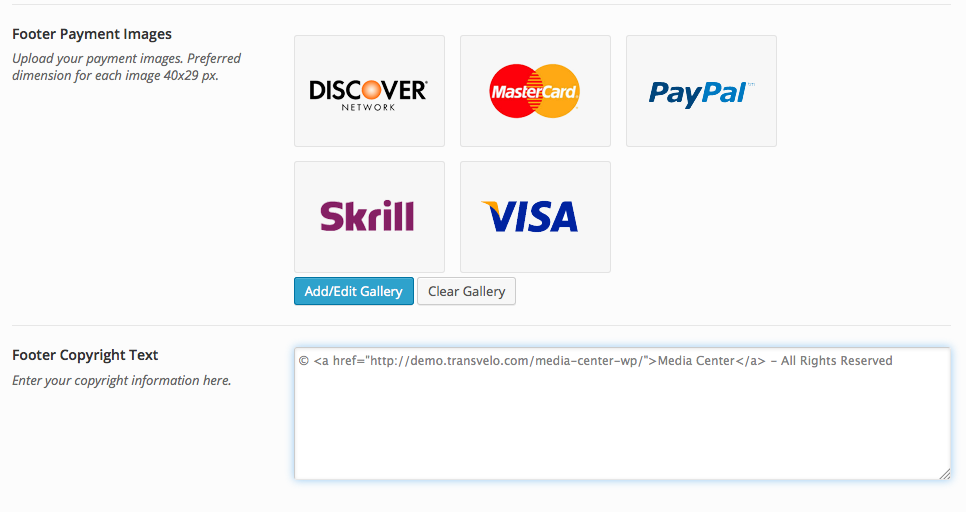 Footer Payment Images
Upload your payment images. Preferred
dimension for each image 40x29 px.
DISCOVER
NETWORK
MasterCard
PayPal
Skrill
VISA
Add/Edit Gallery
Clear Gallery
Footer Copyright Text
Enter your copyright information here.
© <a href="http://demo.transvelo.com/media-center-wp/">Media Center</a> - All Rights Reserved